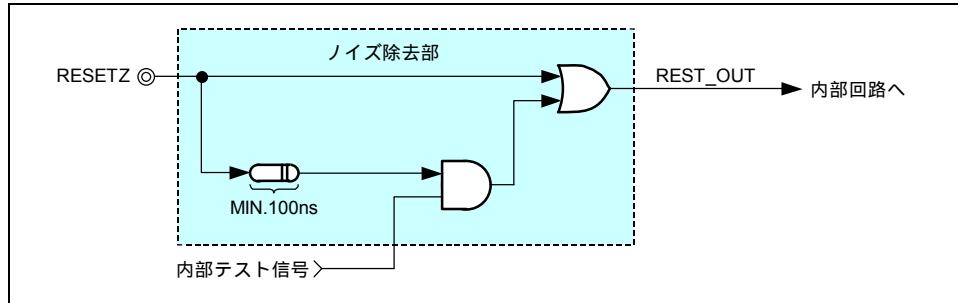 ノイズ除去部
RESETZ
REST_OUT
内部回路へ
MIN.100ns
内部テスト信号